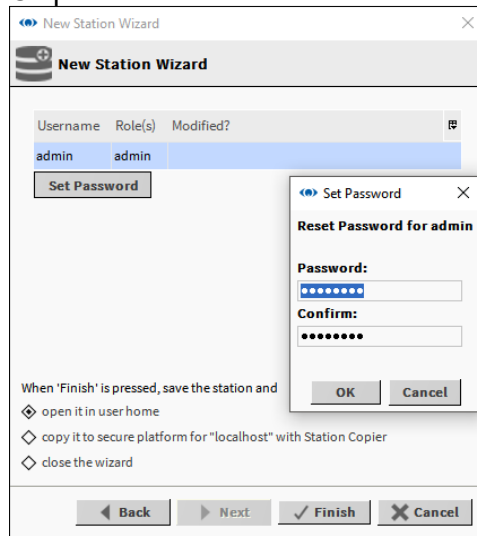 New Station Wizard
New Station Wizard
Username Role(s) Modified?
admin admin
Set Password
Set Password
Reset Password for admin
Password:
••••••••
Confirm:
••••••••
OK Cancel
When 'Finish' is pressed, save the station and
open it in user home
copy it to secure platform for "localhost" with Station Copier
close the wizard
Back Next Finish Cancel